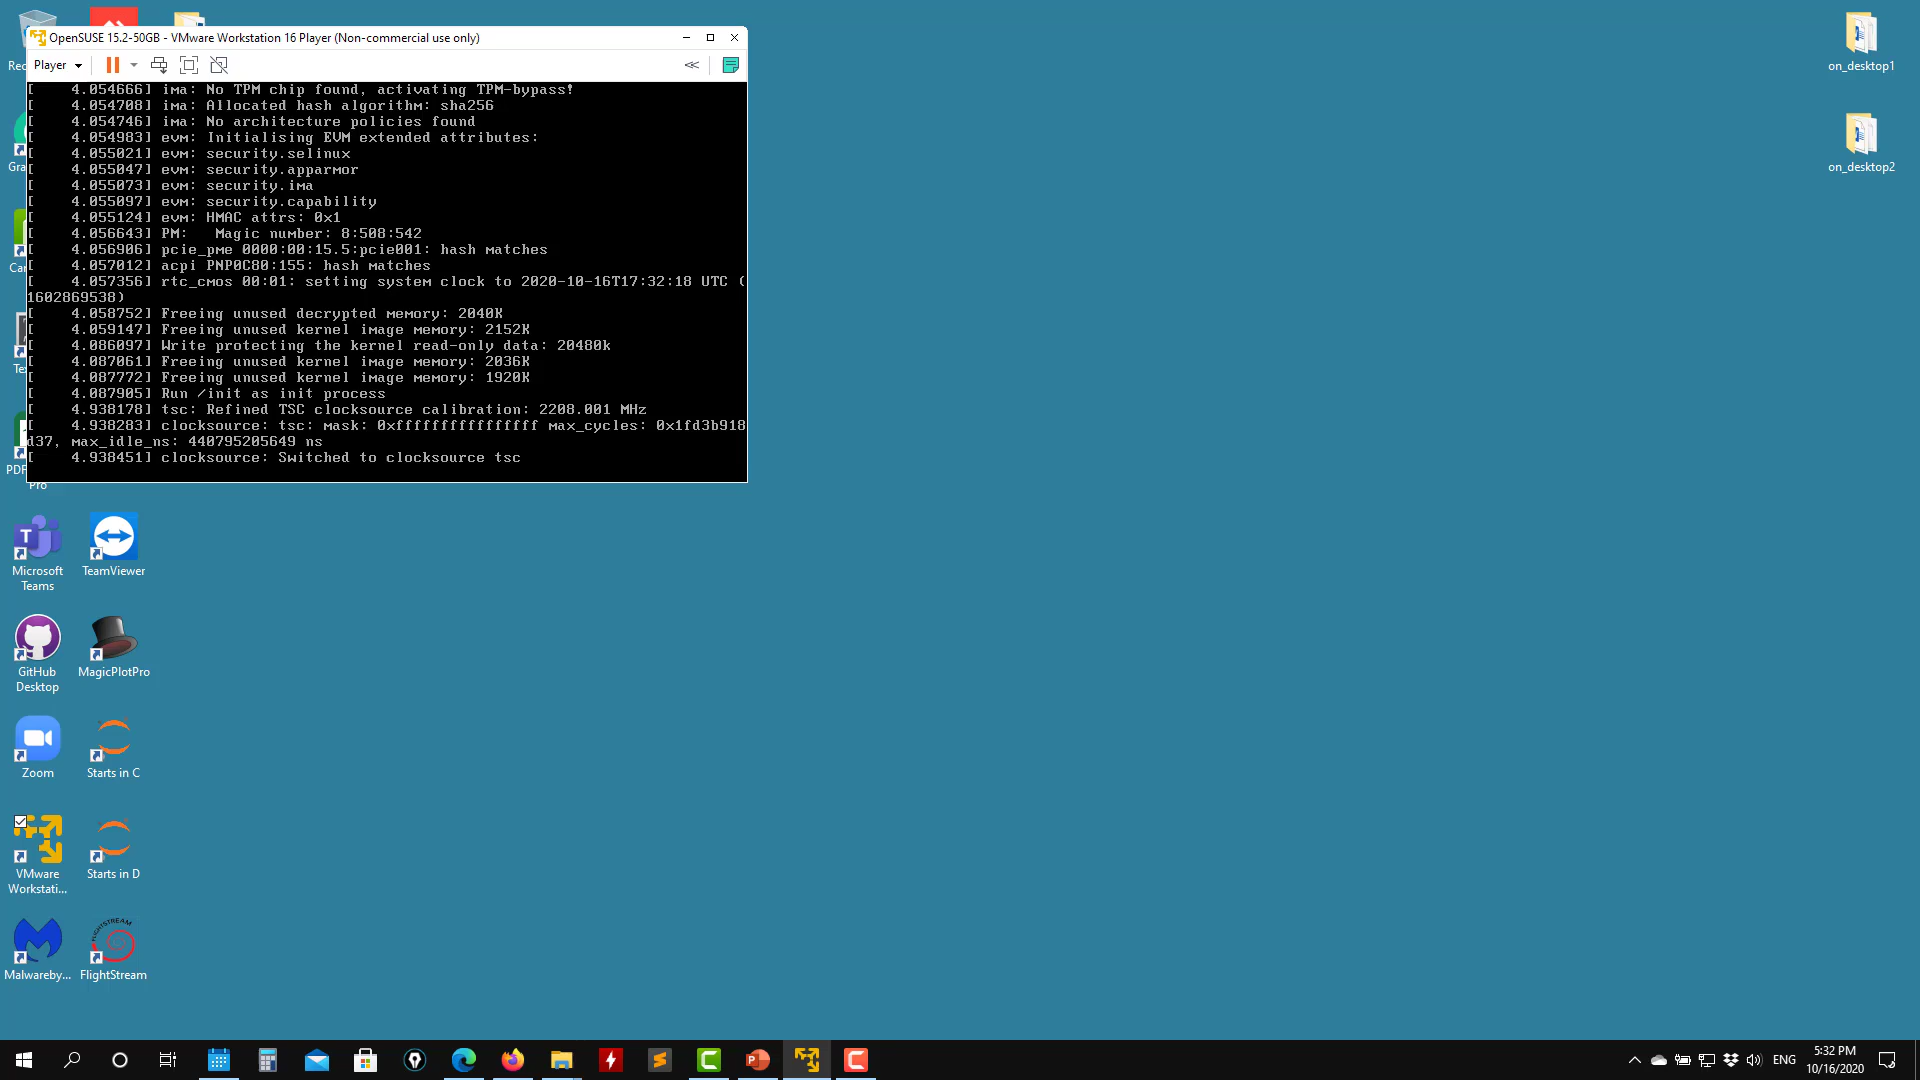 OpenSUSE 15.2-50GB - VMware Workstation 16 Player (Non-commercial use only)
Player
[    4.054666] ima: No TPM chip found, activating TPM-bypass!
[    4.054708] ima: Allocated hash algorithm: sha256
[    4.054746] ima: No architecture policies found
[    4.054983] evm: Initialising EVM extended attributes:
[    4.055021] evm: security.selinux
[    4.055047] evm: security.apparmor
[    4.055073] evm: security.ima
[    4.055097] evm: security.capability
[    4.055124] evm: HMAC attrs: 0x1
[    4.056643] PM:   Magic number: 8:508:542
[    4.056906] pcie_pme 0000:00:15.5:pcie001: hash matches
[    4.057012] acpi PNP0C80:155: hash matches
[    4.057356] rtc_cmos 00:01: setting system clock to 2020-10-16T17:32:18 UTC (
1602869538)
[    4.058752] Freeing unused decrypted memory: 2040K
[    4.059147] Freeing unused kernel image memory: 2152K
[    4.086097] Write protecting the kernel read-only data: 20480k
[    4.087061] Freeing unused kernel image memory: 2036K
[    4.087772] Freeing unused kernel image memory: 1920K
[    4.087905] Run /init as init process
[    4.938178] tsc: Refined TSC clocksource calibration: 2208.001 MHz
[    4.938283] clocksource: tsc: mask: 0xffffffffffffffff max_cycles: 0x1fd3b918
d37, max_idle_ns: 440795205649 ns
[    4.938451] clocksource: Switched to clocksource tsc
Rec
Gra
Car
Tex
PDF
Pro
Microsoft
Teams
TeamViewer
GitHub
Desktop
MagicPlotPro
Zoom
Starts in C
VMware
Workstati...
Starts in D
Malwareby...
FLIGHTSTREAM
FlightStream
on_desktop1
on_desktop2
ENG
5:32 PM
10/16/2020